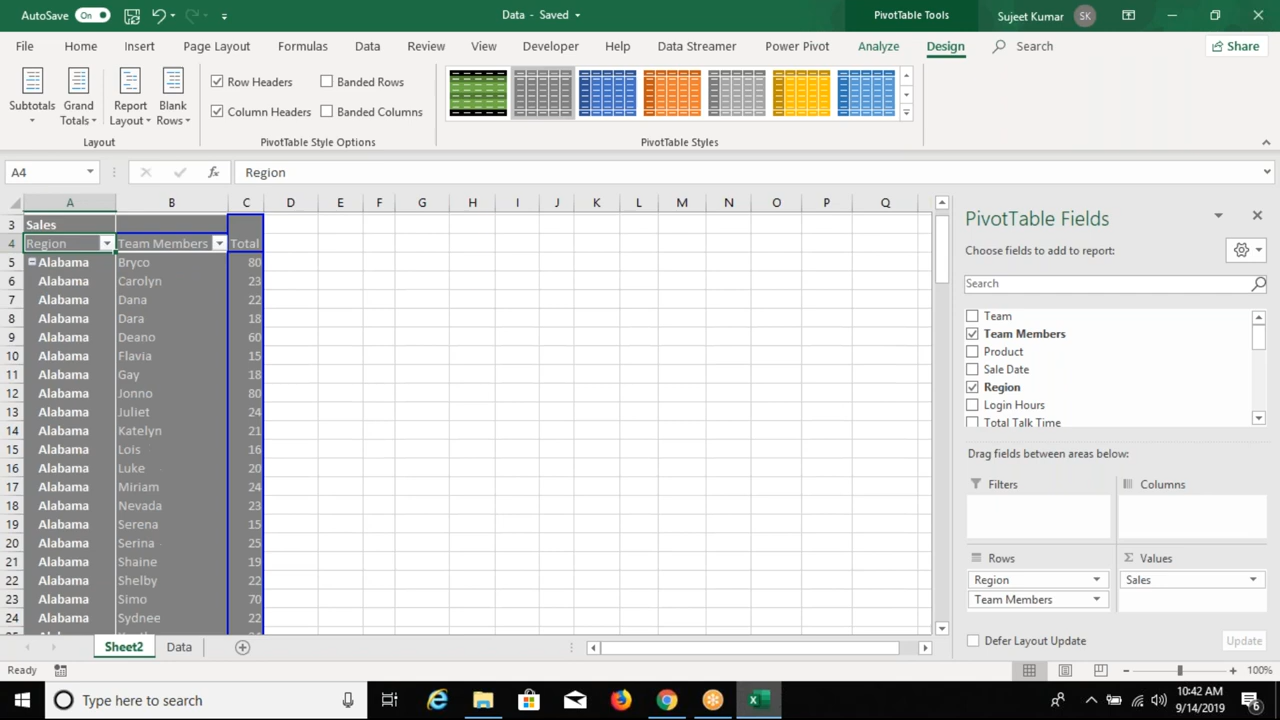 AutoSave On Data - Saved PivotTable Tools Sujeet Kumar SK
File Home Insert Page Layout Formulas Data Review View Developer Help Data Streamer Power Pivot Analyze Design Search Share
Subtotals Grand Totals Report Layout Blank Rows
Row Headers Banded Rows
Column Headers Banded Columns
Layout PivotTable Style Options PivotTable Styles
A4 fx Region
A B C D E F G H I J K L M N O P Q
3 Sales
4 Region Team Members Total
5 Alabama Bryco 80
6 Alabama Carolyn 23
7 Alabama Dana 22
8 Alabama Dara 18
9 Alabama Deano 60
10 Alabama Flavia 15
11 Alabama Gay 18
12 Alabama Jonno 80
13 Alabama Juliet 24
14 Alabama Katelyn 21
15 Alabama Lois 16
16 Alabama Luke 20
17 Alabama Miriam 24
18 Alabama Nevada 23
19 Alabama Serena 15
20 Alabama Serina 25
21 Alabama Shaine 19
22 Alabama Shelby 22
23 Alabama Simo 70
24 Alabama Sydnee 22
PivotTable Fields
Choose fields to add to report:
Search
Team
Team Members
Product
Sale Date
Region
Login Hours
Total Talk Time
Drag fields between areas below:
Filters Columns
Rows Σ Values
Region Sales
Team Members
Defer Layout Update Update
Sheet2 Data
Ready 100%
Type here to search
10:42 AM
9/14/2019
6